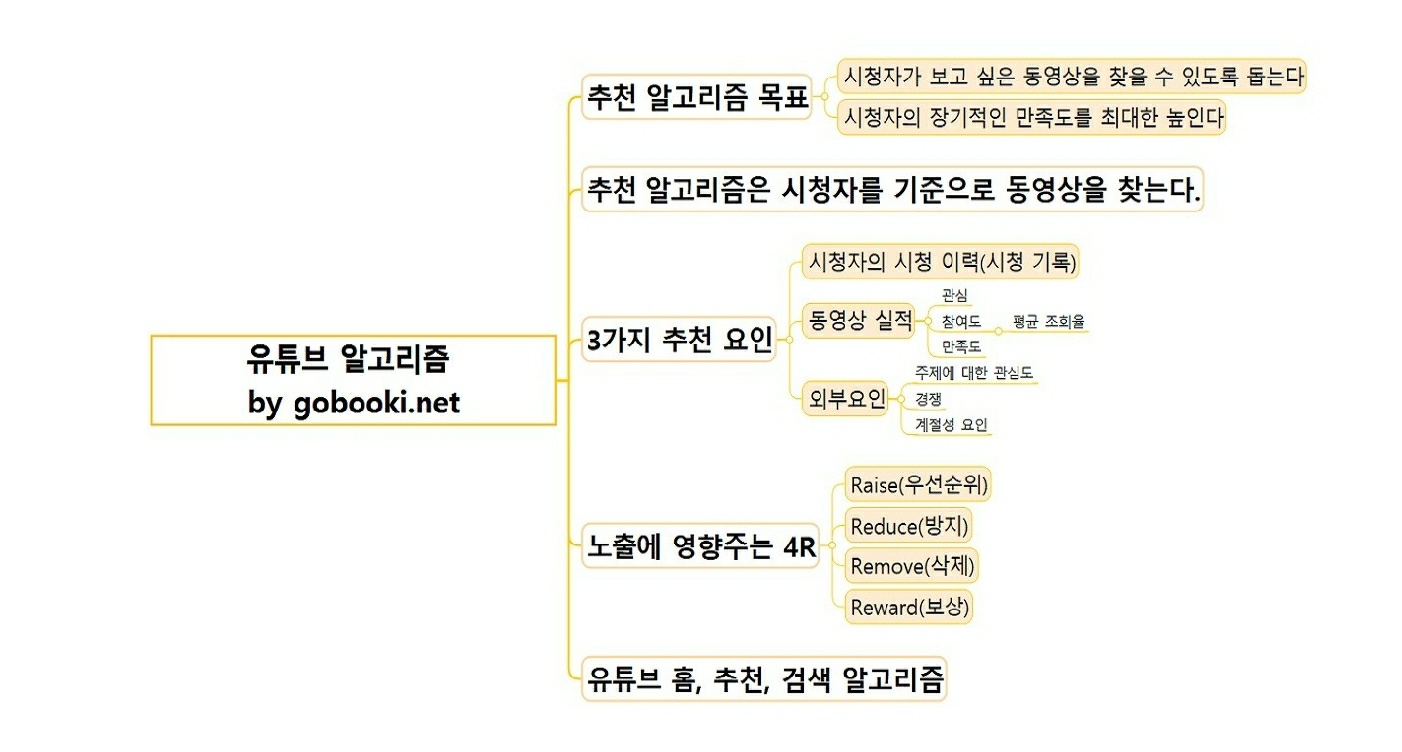 유튜브 알고리즘
by gobooki.net
추천 알고리즘 목표
시청자가 보고 싶은 동영상을 찾을 수 있도록 돕는다
시청자의 장기적인 만족도를 최대한 높인다
추천 알고리즘은 시청자를 기준으로 동영상을 찾는다.
3가지 추천 요인
시청자의 시청 이력(시청 기록)
동영상 실적
관심
참여도
평균 조회율
만족도
외부요인
주제에 대한 관심도
경쟁
계절성 요인
노출에 영향주는 4R
Raise(우선순위)
Reduce(방지)
Remove(삭제)
Reward(보상)
유튜브 홈, 추천, 검색 알고리즘